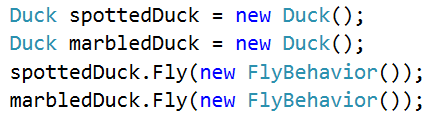 Duck spottedDuck = new Duck();
Duck marbledDuck = new Duck();
spottedDuck.Fly(new FlyBehavior());
marbledDuck.Fly(new FlyBehavior());